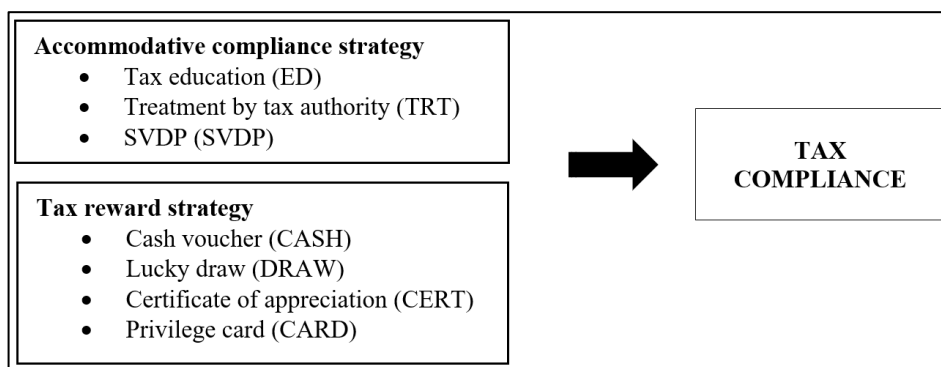 Accommodative compliance strategy
• Tax education (ED)
• Treatment by tax authority (TRT)
• SVDP (SVDP)
Tax reward strategy
• Cash voucher (CASH)
• Lucky draw (DRAW)
• Certificate of appreciation (CERT)
• Privilege card (CARD)
TAX
COMPLIANCE